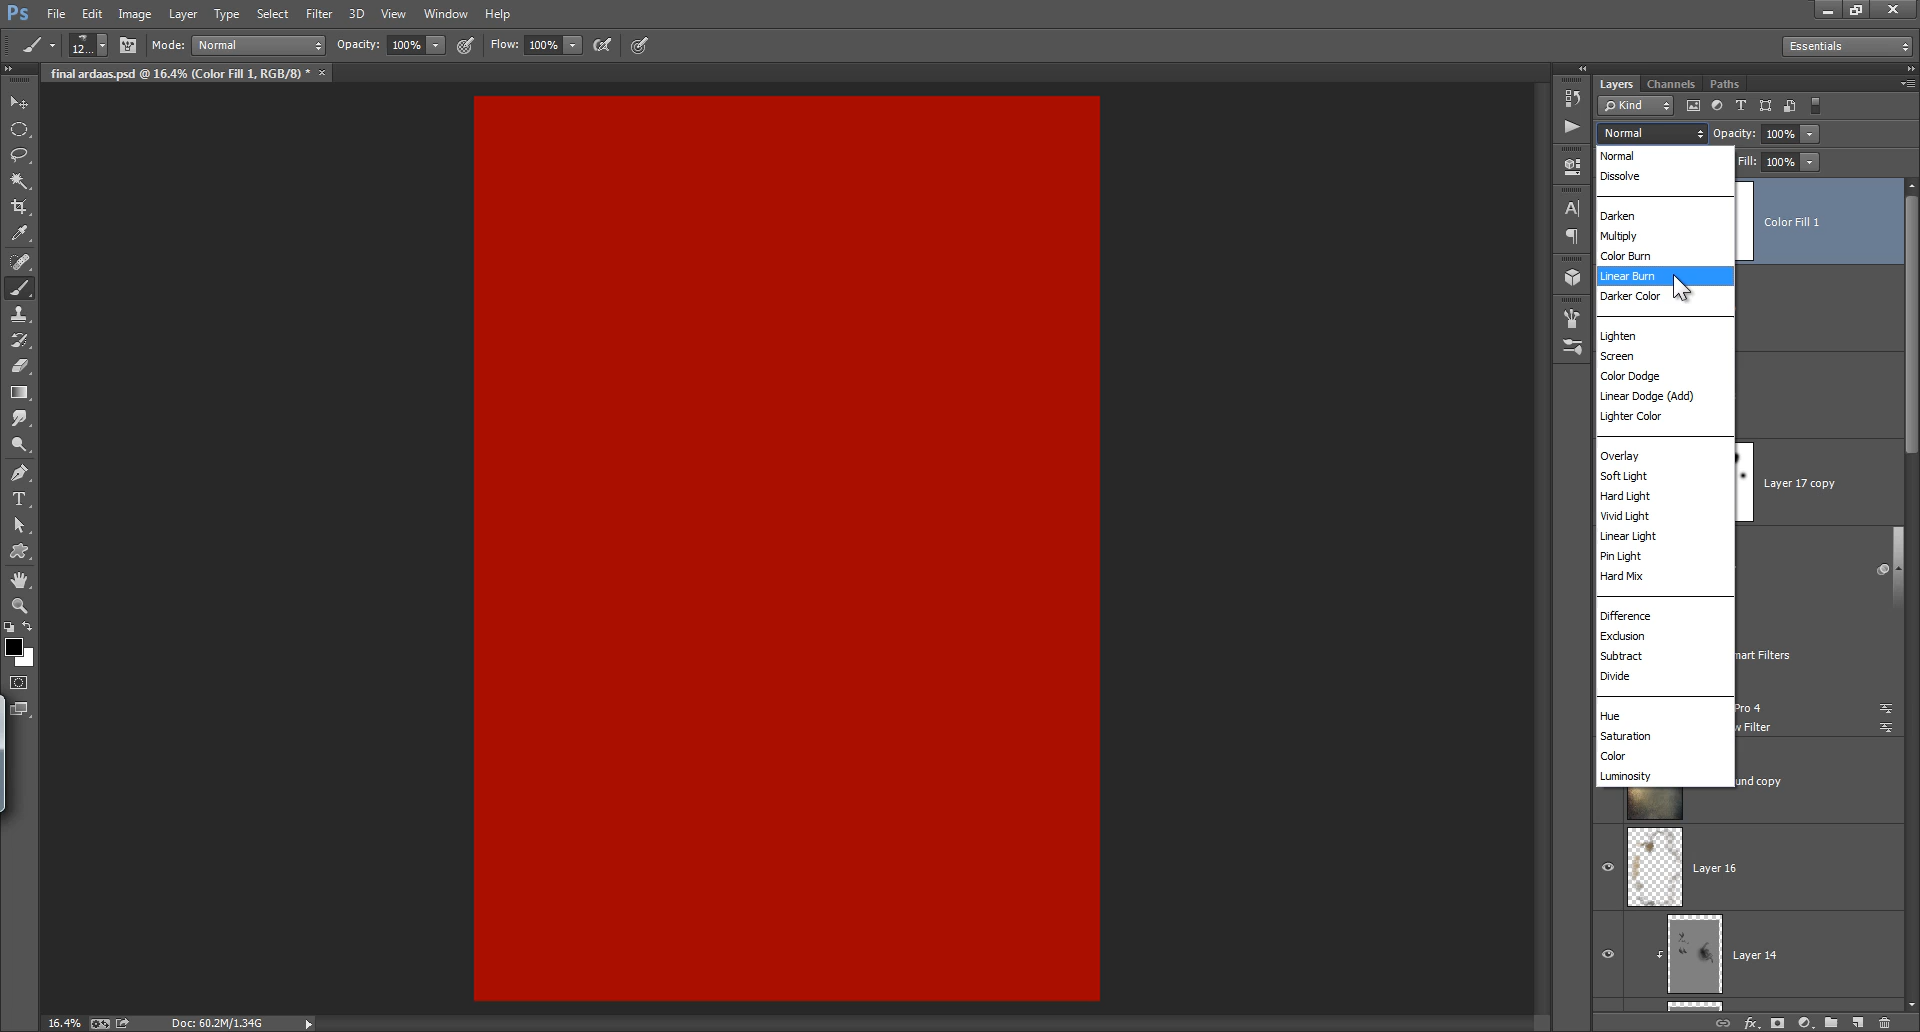 Ps File Edit Image Layer Type Select Filter 3D View Window Help
12... Mode: Normal Opacity: 100% Flow: 100% Essentials
final ardaas.psd @ 16.4% (Color Fill 1, RGB/8) * ×
Layers Channels Paths
Kind
Normal Opacity: 100%
Fill: 100%
Normal
Dissolve
Darken
Multiply
Color Burn
Linear Burn
Darker Color
Lighten
Screen
Color Dodge
Linear Dodge (Add)
Lighter Color
Overlay
Soft Light
Hard Light
Vivid Light
Linear Light
Pin Light
Hard Mix
Difference
Exclusion
Subtract
Divide
Hue
Saturation
Color
Luminosity
Color Fill 1
Layer 17 copy
mart Filters
Pro 4
w Filter
und copy
Layer 16
Layer 14
16.4% Doc: 60.2M/1.34G
fx